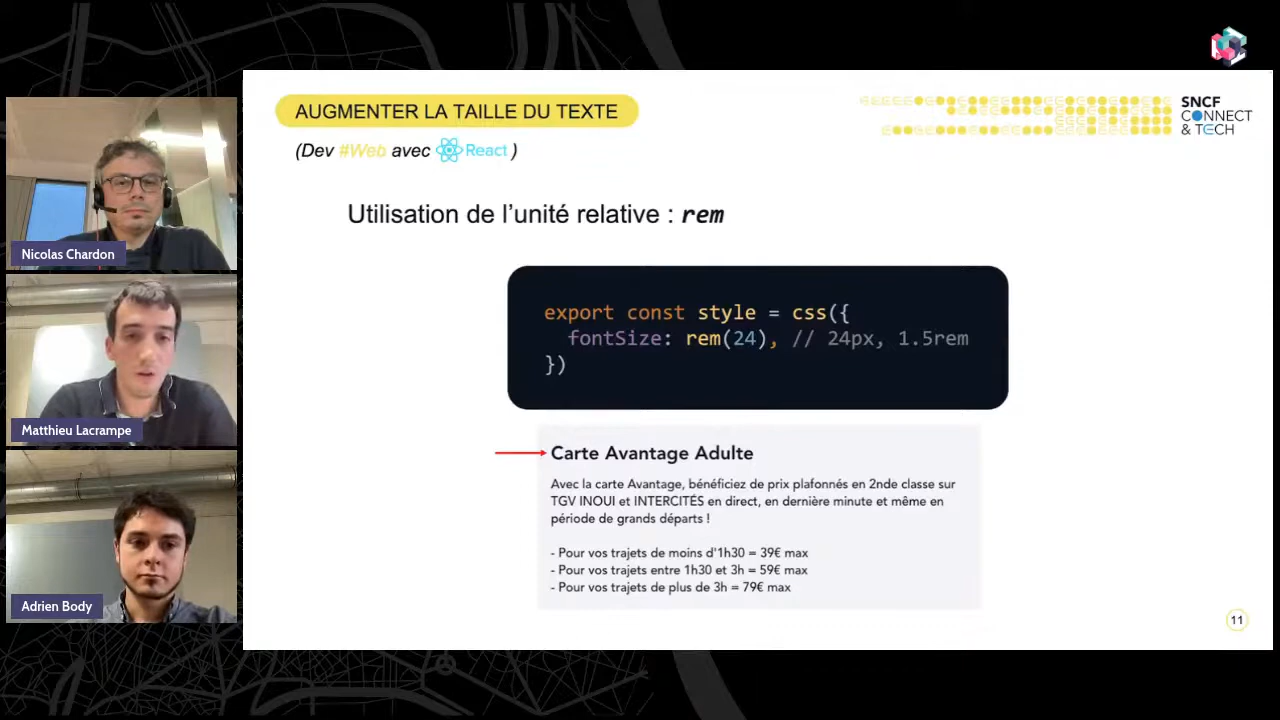 AUGMENTER LA TAILLE DU TEXTE
(Dev #Web avec React )
SNCF
CONNECT
& TECH
Utilisation de l’unité relative : rem
export const style = css({
fontSize: rem(24), // 24px, 1.5rem
})
Carte Avantage Adulte
Avec la carte Avantage, bénéficiez de prix plafonnés en 2nde classe sur
TGV INOUI et INTERCITÉS en direct, en dernière minute et même en
période de grands départs !
- Pour vos trajets de moins d'1h30 = 39€ max
- Pour vos trajets entre 1h30 et 3h = 59€ max
- Pour vos trajets de plus de 3h = 79€ max
11
Nicolas Chardon
Matthieu Lacrampe
Adrien Body